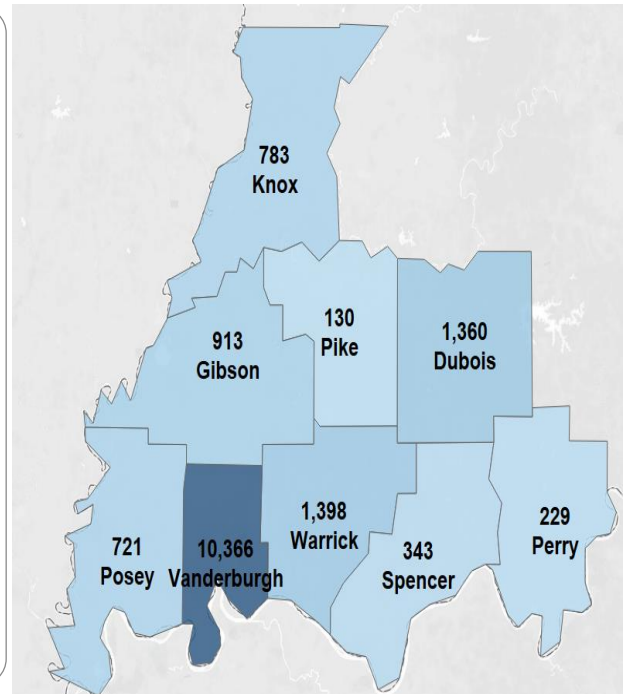 783
Knox
913
Gibson
130
Pike
1,360
Dubois
721
Posey
10,366
Vanderburgh
1,398
Warrick
343
Spencer
229
Perry